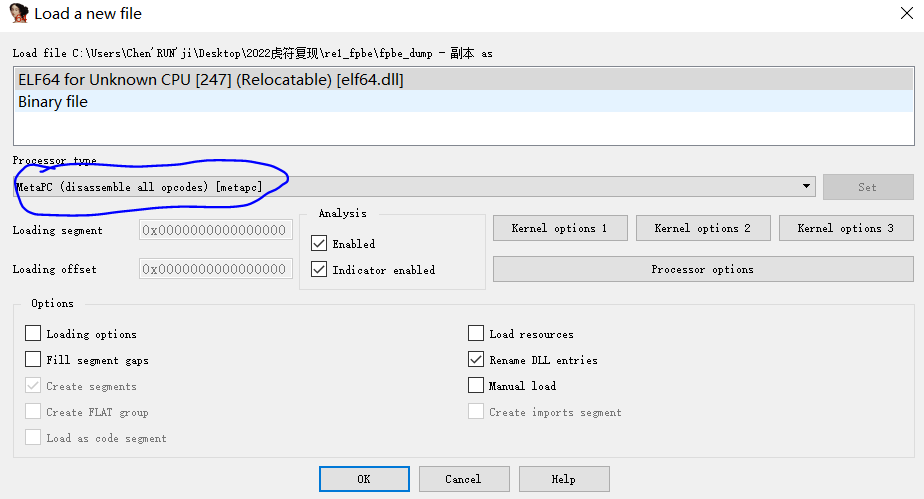 Load a new file
Load file C:\Users\Chen'RUN'ji\Desktop\2022虎符复现\re1_fpbe\fpbe_dump - 副本 as
ELF64 for Unknown CPU [247] (Relocatable) [elf64.dll]
Binary file
Processor type
MetaPC (disassemble all opcodes) [metapc]
Set
Loading segment
0x0000000000000000
Loading offset
0x0000000000000000
Analysis
Enabled
Indicator enabled
Kernel options 1
Kernel options 2
Kernel options 3
Processor options
Options
Loading options
Fill segment gaps
Create segments
Create FLAT group
Load as code segment
Load resources
Rename DLL entries
Manual load
Create imports segment
OK
Cancel
Help